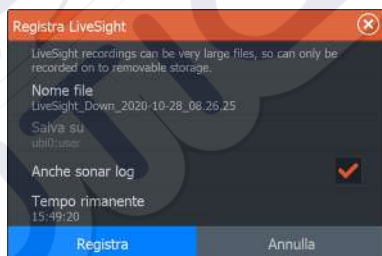 Registra LiveSight
LiveSight recordings can be very large files, so can only be
recorded on to removable storage.
Nome file
LiveSight_Down_2020-10-28_08.26.25
Salva su
ubi0:user
Anche sonar log
Tempo rimanente
15:49:20
Registra
Annulla